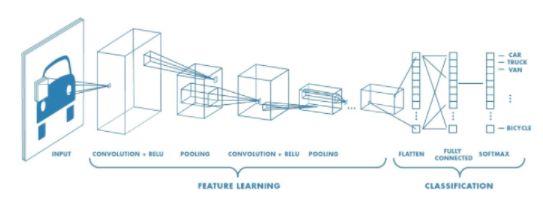 CAR
TRUCK
VAN
BICYCLE
INPUT
CONVOLUTION + RELU
POOLING
CONVOLUTION + RELU
POOLING
FLATTEN
FULLY
CONNECTED
SOFTMAX
FEATURE LEARNING
CLASSIFICATION